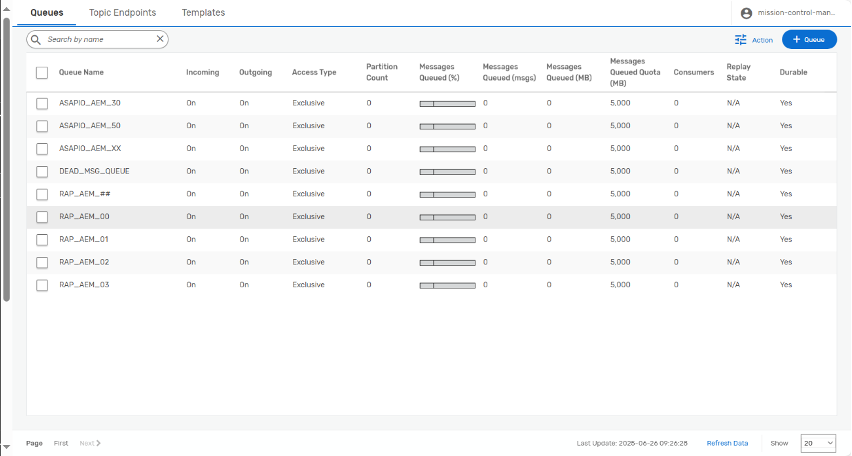 Queues Topic Endpoints Templates mission-control-man...
Search by name Action + Queue
Queue Name Incoming Outgoing Access Type Partition Count Messages Queued (%) Messages Queued (msgs) Messages Queued (MB) Messages Queued Quota (MB) Consumers Replay State Durable
ASAPIO_AEM_30 On On Exclusive 0 0 0 5,000 0 N/A Yes
ASAPIO_AEM_50 On On Exclusive 0 0 0 5,000 0 N/A Yes
ASAPIO_AEM_XX On On Exclusive 0 0 0 5,000 0 N/A Yes
DEAD_MSG_QUEUE On On Exclusive 0 0 0 5,000 0 N/A Yes
RAP_AEM_## On On Exclusive 0 0 0 5,000 0 N/A Yes
RAP_AEM_00 On On Exclusive 0 0 0 5,000 0 N/A Yes
RAP_AEM_01 On On Exclusive 0 0 0 5,000 0 N/A Yes
RAP_AEM_02 On On Exclusive 0 0 0 5,000 0 N/A Yes
RAP_AEM_03 On On Exclusive 0 0 0 5,000 0 N/A Yes
Page First Next Last Update: 2025-06-26 09:26:28 Refresh Data Show 20